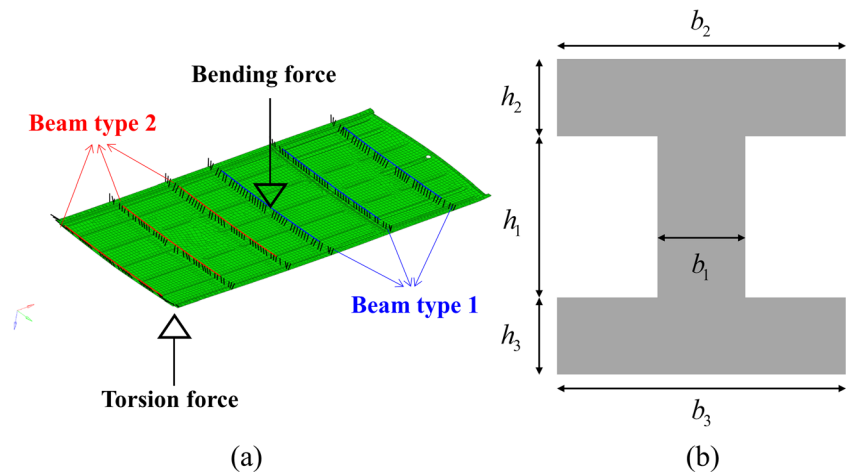 Bending force
Beam type 2
Beam type 1
Torsion force
(a)
b₂
h₂
h₁
b₁
h₃
b₃
(b)